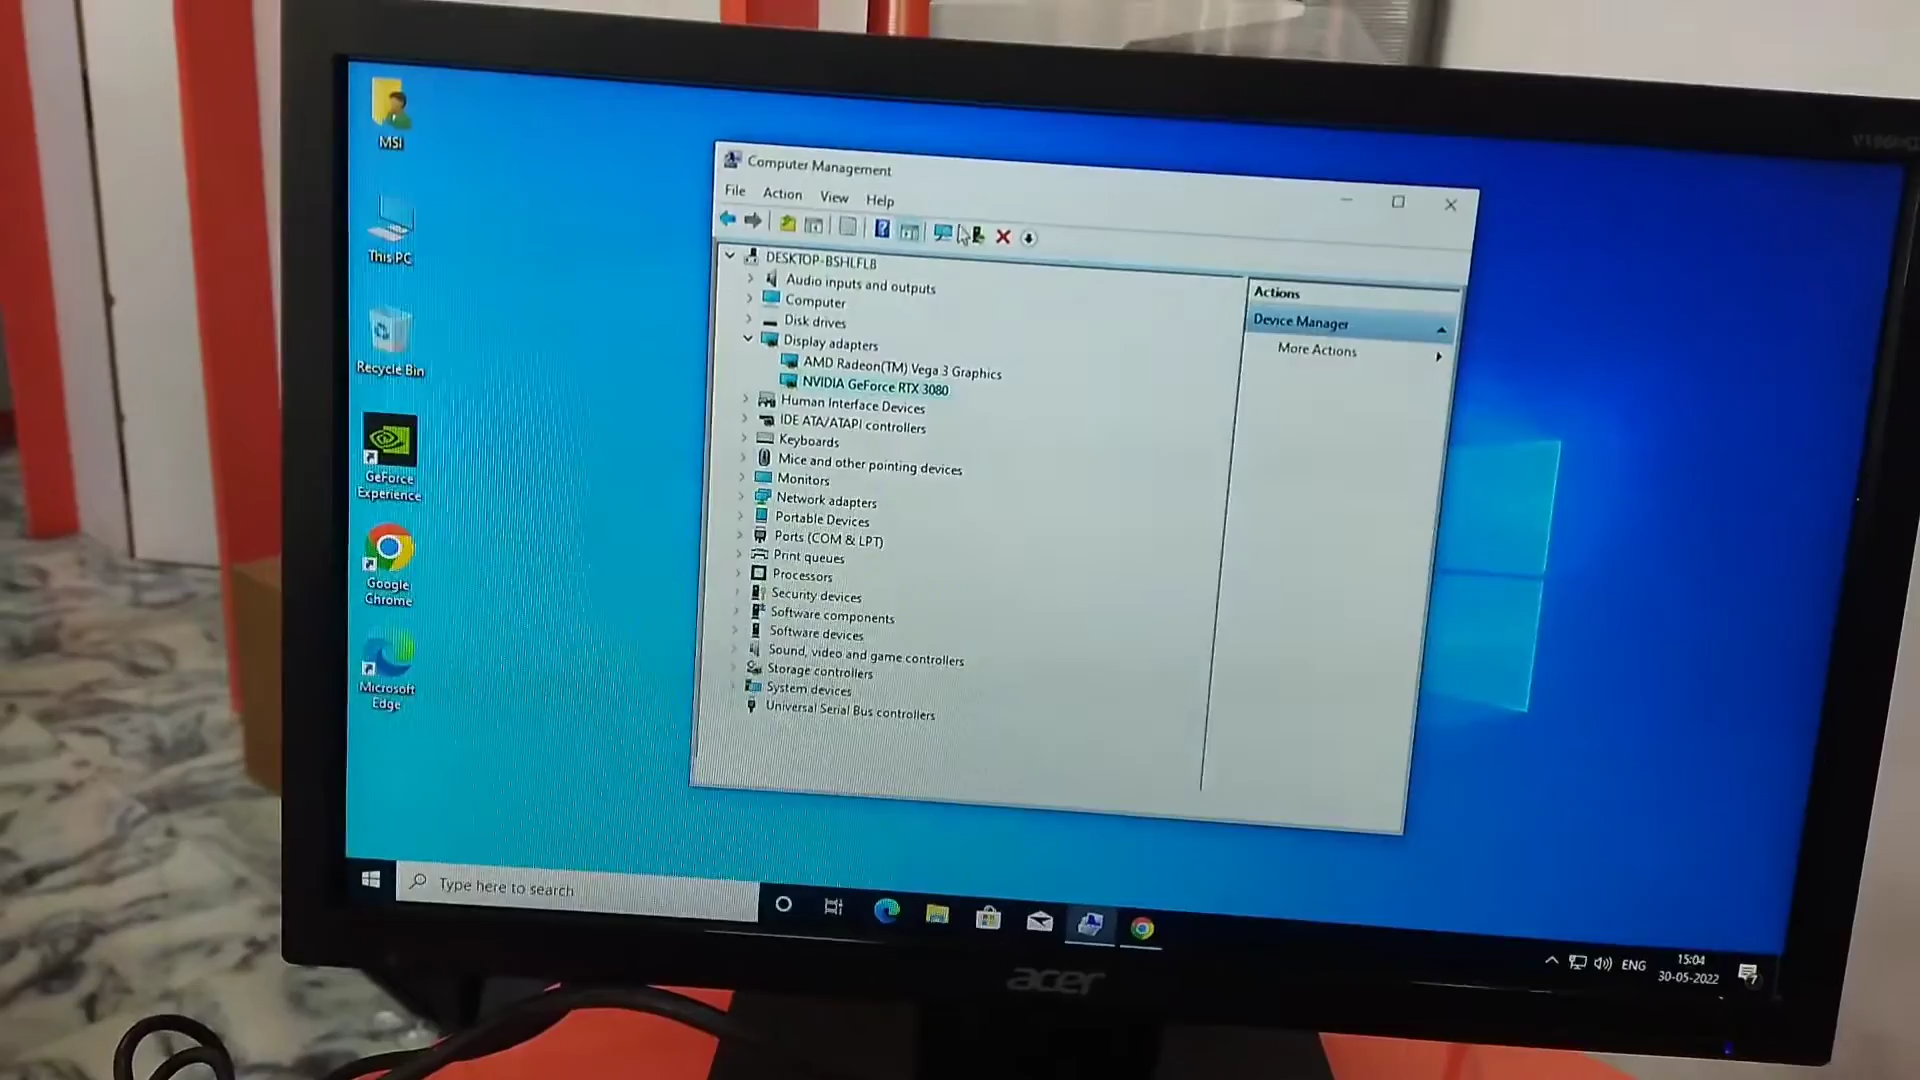 MSI
This PC
Recycle Bin
GeForce
Experience
Google
Chrome
Microsoft
Edge
Computer Management
File Action View Help
DESKTOP-BSHLFLB
Audio inputs and outputs
Computer
Disk drives
Display adapters
AMD Radeon(TM) Vega 3 Graphics
NVIDIA GeForce RTX 3080
Human Interface Devices
IDE ATA/ATAPI controllers
Keyboards
Mice and other pointing devices
Monitors
Network adapters
Portable Devices
Ports (COM & LPT)
Print queues
Processors
Security devices
Software components
Software devices
Sound, video and game controllers
Storage controllers
System devices
Universal Serial Bus controllers
Actions
Device Manager
More Actions
Type here to search
ENG
15:04
30-05-2022
7
acer